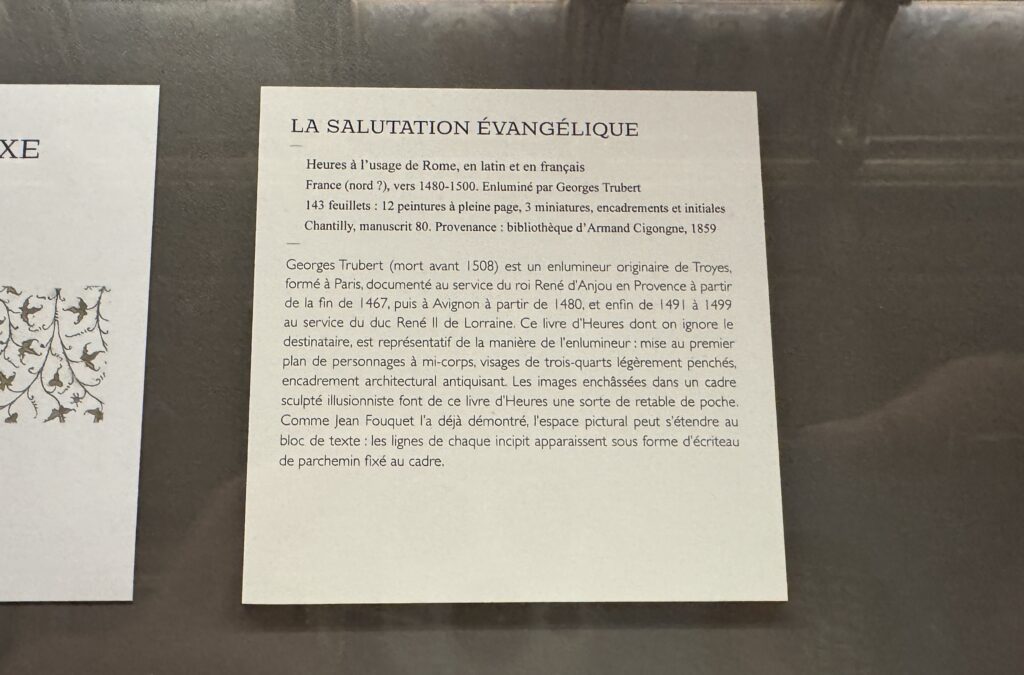 XE
LA SALUTATION ÉVANGÉLIQUE
Heures à l'usage de Rome, en latin et en français
France (nord ?), vers 1480-1500. Enluminé par Georges Trubert
143 feuillets : 12 peintures à pleine page, 3 miniatures, encadrements et initiales
Chantilly, manuscrit 80. Provenance : bibliothèque d'Armand Cigongne, 1859
Georges Trubert (mort avant 1508) est un enlumineur originaire de Troyes,
formé à Paris, documenté au service du roi René d'Anjou en Provence à partir
de la fin de 1467, puis à Avignon à partir de 1480, et enfin de 1491 à 1499
au service du duc René II de Lorraine. Ce livre d'Heures dont on ignore le
destinataire, est représentatif de la manière de l'enlumineur : mise au premier
plan de personnages à mi-corps, visages de trois-quarts légèrement penchés,
encadrement architectural antiquisant. Les images enchâssées dans un cadre
sculpté illusionniste font de ce livre d'Heures une sorte de retable de poche.
Comme Jean Fouquet l'a déjà démontré, l'espace pictural peut s'étendre au
bloc de texte : les lignes de chaque incipit apparaissent sous forme d'écriteau
de parchemin fixé au cadre.